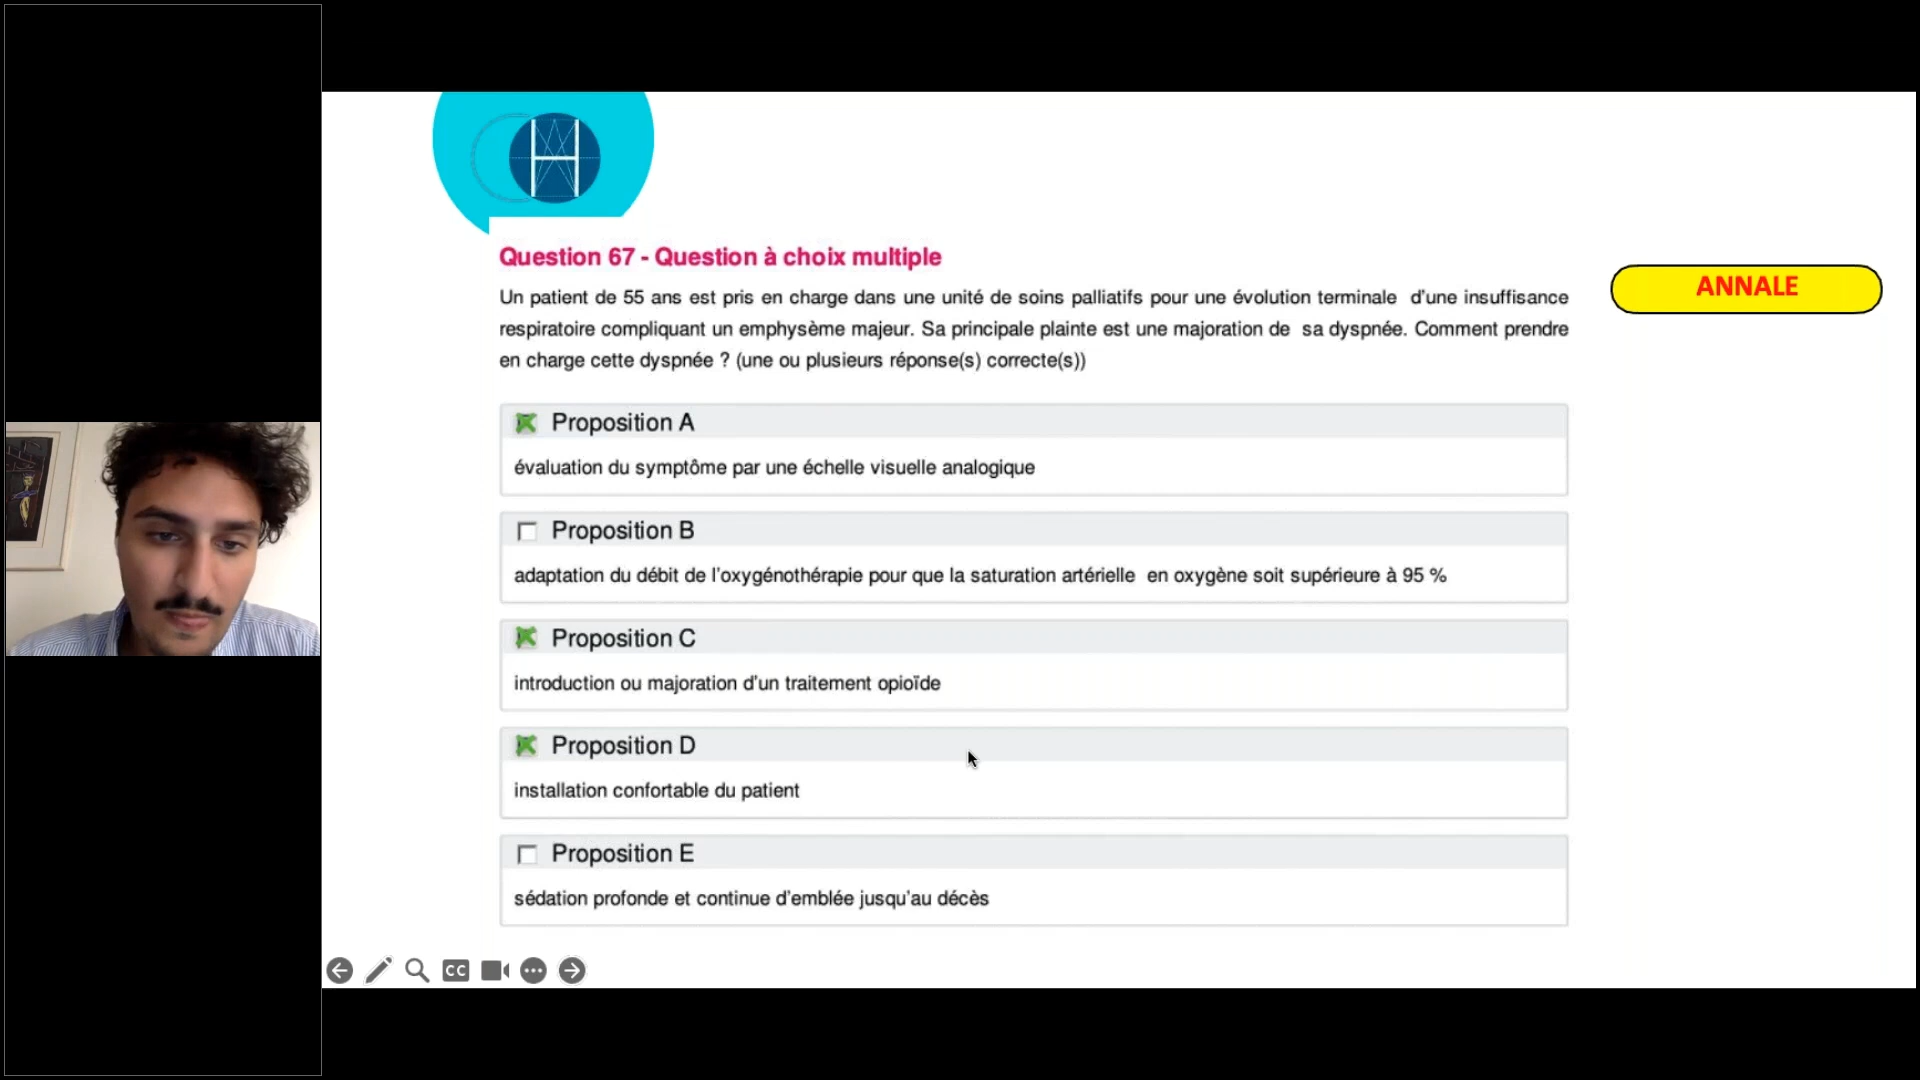 H
Question 67 - Question à choix multiple
ANNALE
Un patient de 55 ans est pris en charge dans une unité de soins palliatifs pour une évolution terminale d'une insuffisance
respiratoire compliquant un emphysème majeur. Sa principale plainte est une majoration de sa dyspnée. Comment prendre
en charge cette dyspnée ? (une ou plusieurs réponse(s) correcte(s))
Proposition A
évaluation du symptôme par une échelle visuelle analogique
Proposition B
adaptation du débit de l'oxygénothérapie pour que la saturation artérielle en oxygène soit supérieure à 95 %
Proposition C
introduction ou majoration d'un traitement opioïde
Proposition D
installation confortable du patient
Proposition E
sédation profonde et continue d'emblée jusqu'au décès
CC